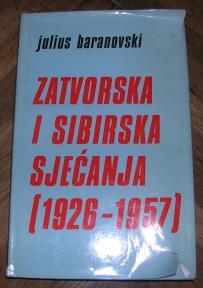 julius baranovski
ZATVORSKA
I SIBIRSKA
SJEĆANJA
(1926-1957)